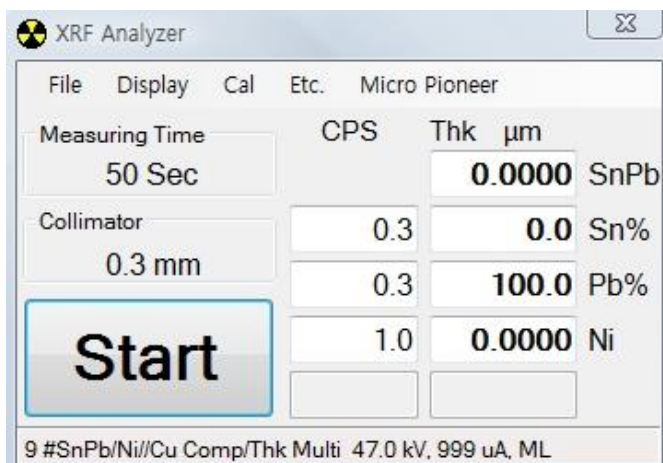 XRF Analyzer
File Display Cal Etc. Micro Pioneer
Measuring Time CPS Thk µm
50 Sec 0.0000 SnPb
Collimator 0.3 0.0 Sn%
0.3 mm 0.3 100.0 Pb%
Start 1.0 0.0000 Ni
9 #SnPb/Ni//Cu Comp/Thk Multi 47.0 kV, 999 uA, ML